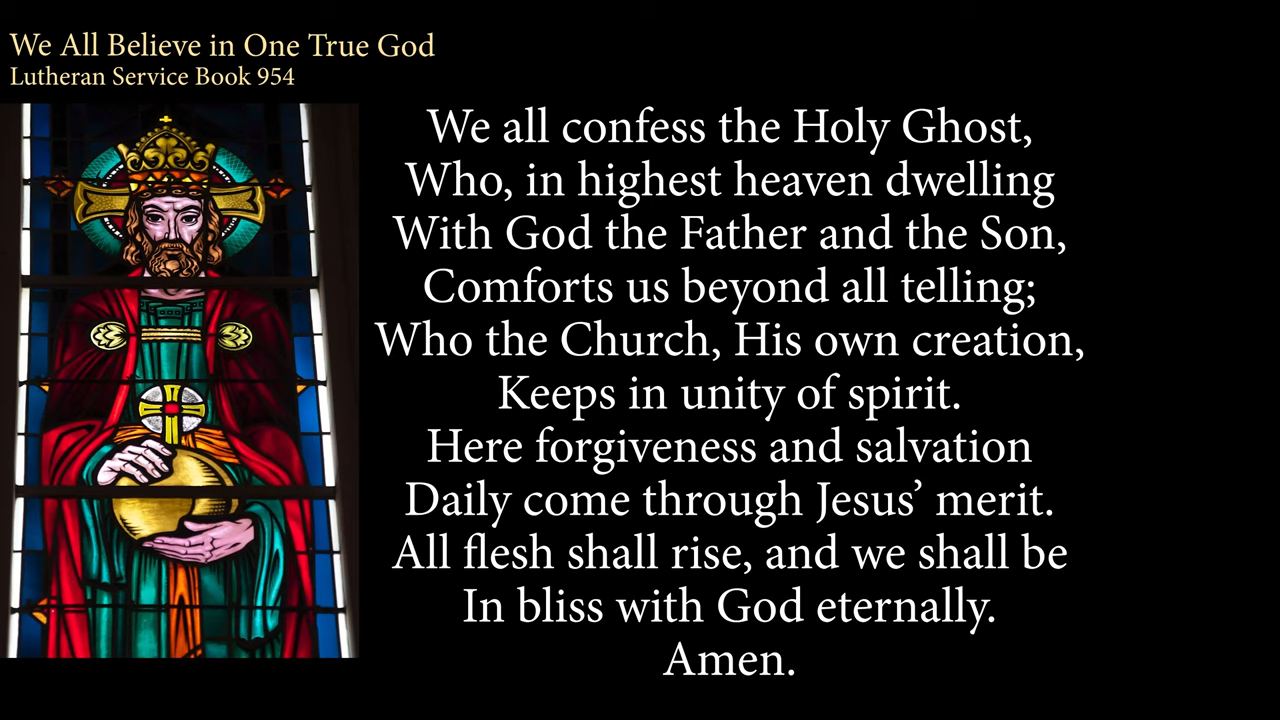 We All Believe in One True God
Lutheran Service Book 954
We all confess the Holy Ghost,
Who, in highest heaven dwelling
With God the Father and the Son,
Comforts us beyond all telling;
Who the Church, His own creation,
Keeps in unity of spirit.
Here forgiveness and salvation
Daily come through Jesus’ merit.
All flesh shall rise, and we shall be
In bliss with God eternally.
Amen.